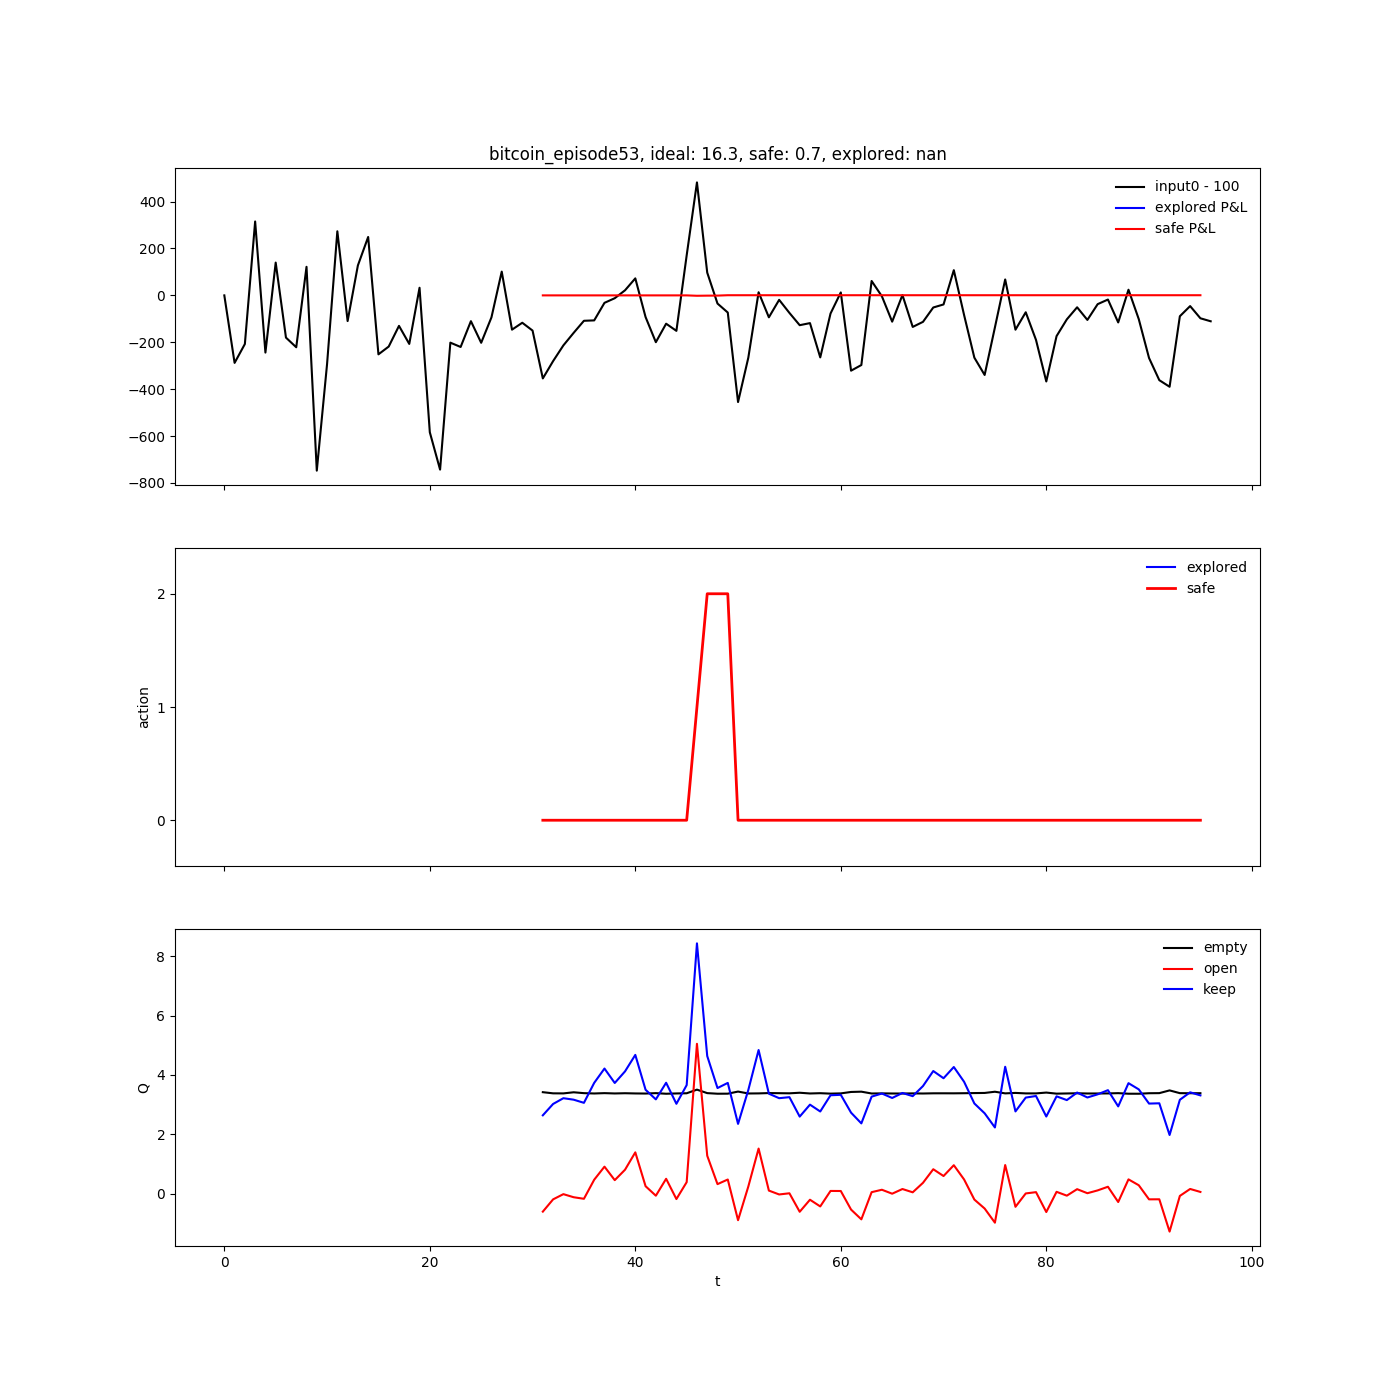 bitcoin_episode53, ideal: 16.3, safe: 0.7, explored: nan
400
200
0
−200
−400
−600
−800
input0 - 100
explored P&L
safe P&L
action
2
1
0
explored
safe
Q
8
6
4
2
0
empty
open
keep
0
20
40
60
80
100
t